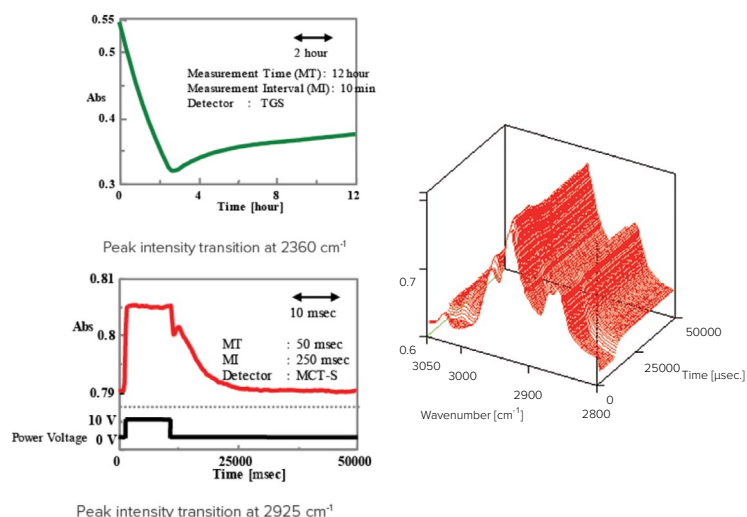 0.55
0.5
Abs
0.4
0.3
2 hour
Measurement Time (MT) : 12 hour
Measurement Interval (MI) : 10 min
Detector : TGS
0 4 8 12
Time [hour]
Peak intensity transition at 2360 cm⁻¹
0.81
Abs
0.8
0.79
10 msec
MT : 50 msec
MI : 250 msec
Detector : MCT-S
Power Voltage
10 V
0 V
0 25000 50000
Time [msec]
Peak intensity transition at 2925 cm⁻¹
0.7
0.6
3050
3000
2900
2800
Wavenumber [cm⁻¹]
0
25000
50000
Time [µsec.]